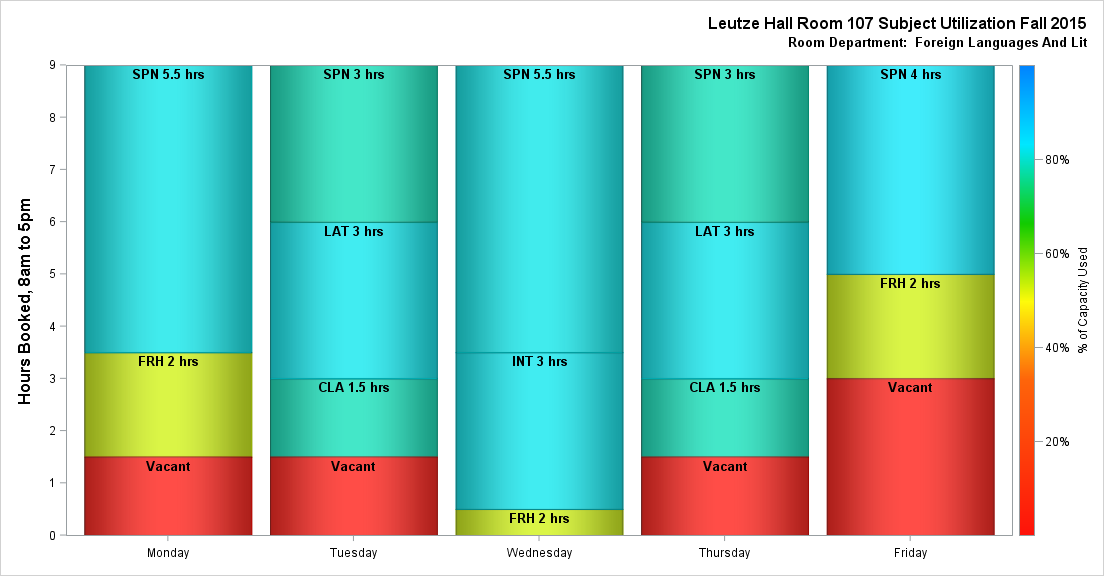 Leutze Hall Room 107 Subject Utilization Fall 2015
Room Department: Foreign Languages And Lit
Hours Booked, 8am to 5pm
9
8
7
6
5
4
3
2
1
0
SPN 5.5 hrs
FRH 2 hrs
Vacant
SPN 3 hrs
LAT 3 hrs
CLA 1.5 hrs
Vacant
SPN 5.5 hrs
INT 3 hrs
FRH 2 hrs
SPN 3 hrs
LAT 3 hrs
CLA 1.5 hrs
Vacant
SPN 4 hrs
FRH 2 hrs
Vacant
Monday
Tuesday
Wednesday
Thursday
Friday
80%
60%
40%
20%
% of Capacity Used